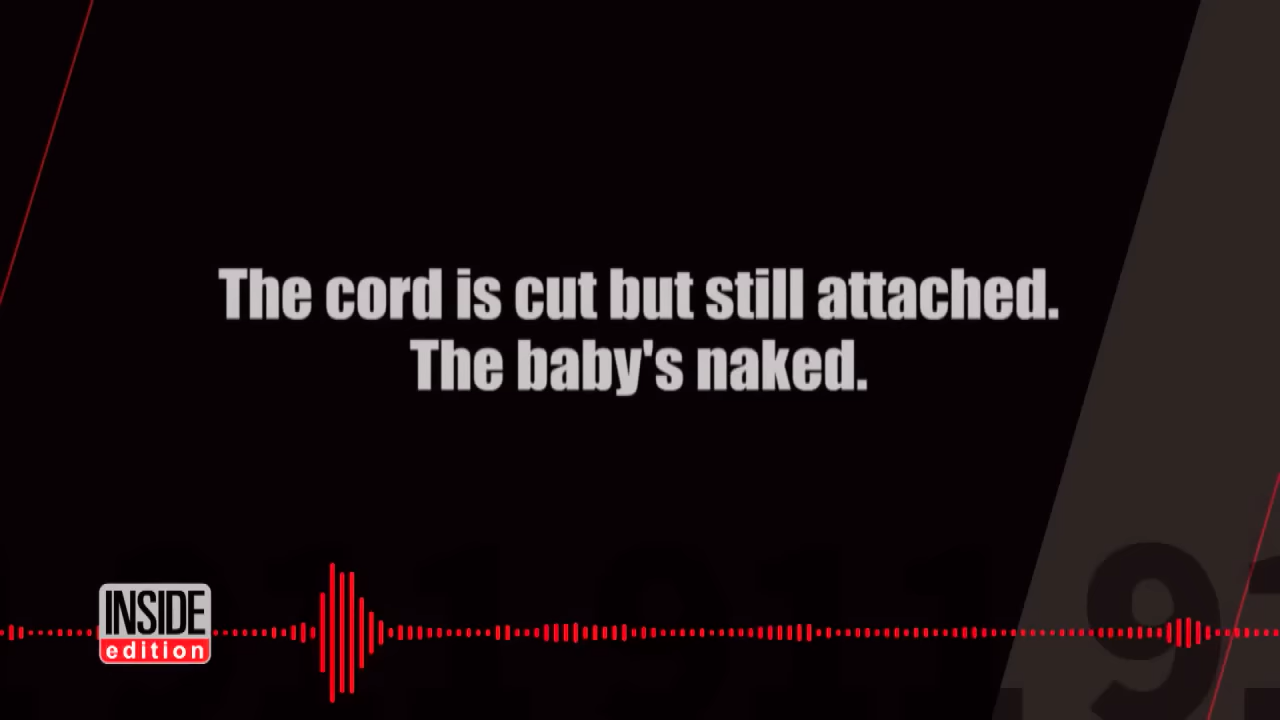 The cord is cut but still attached.
The baby's naked.
INSIDE
edition